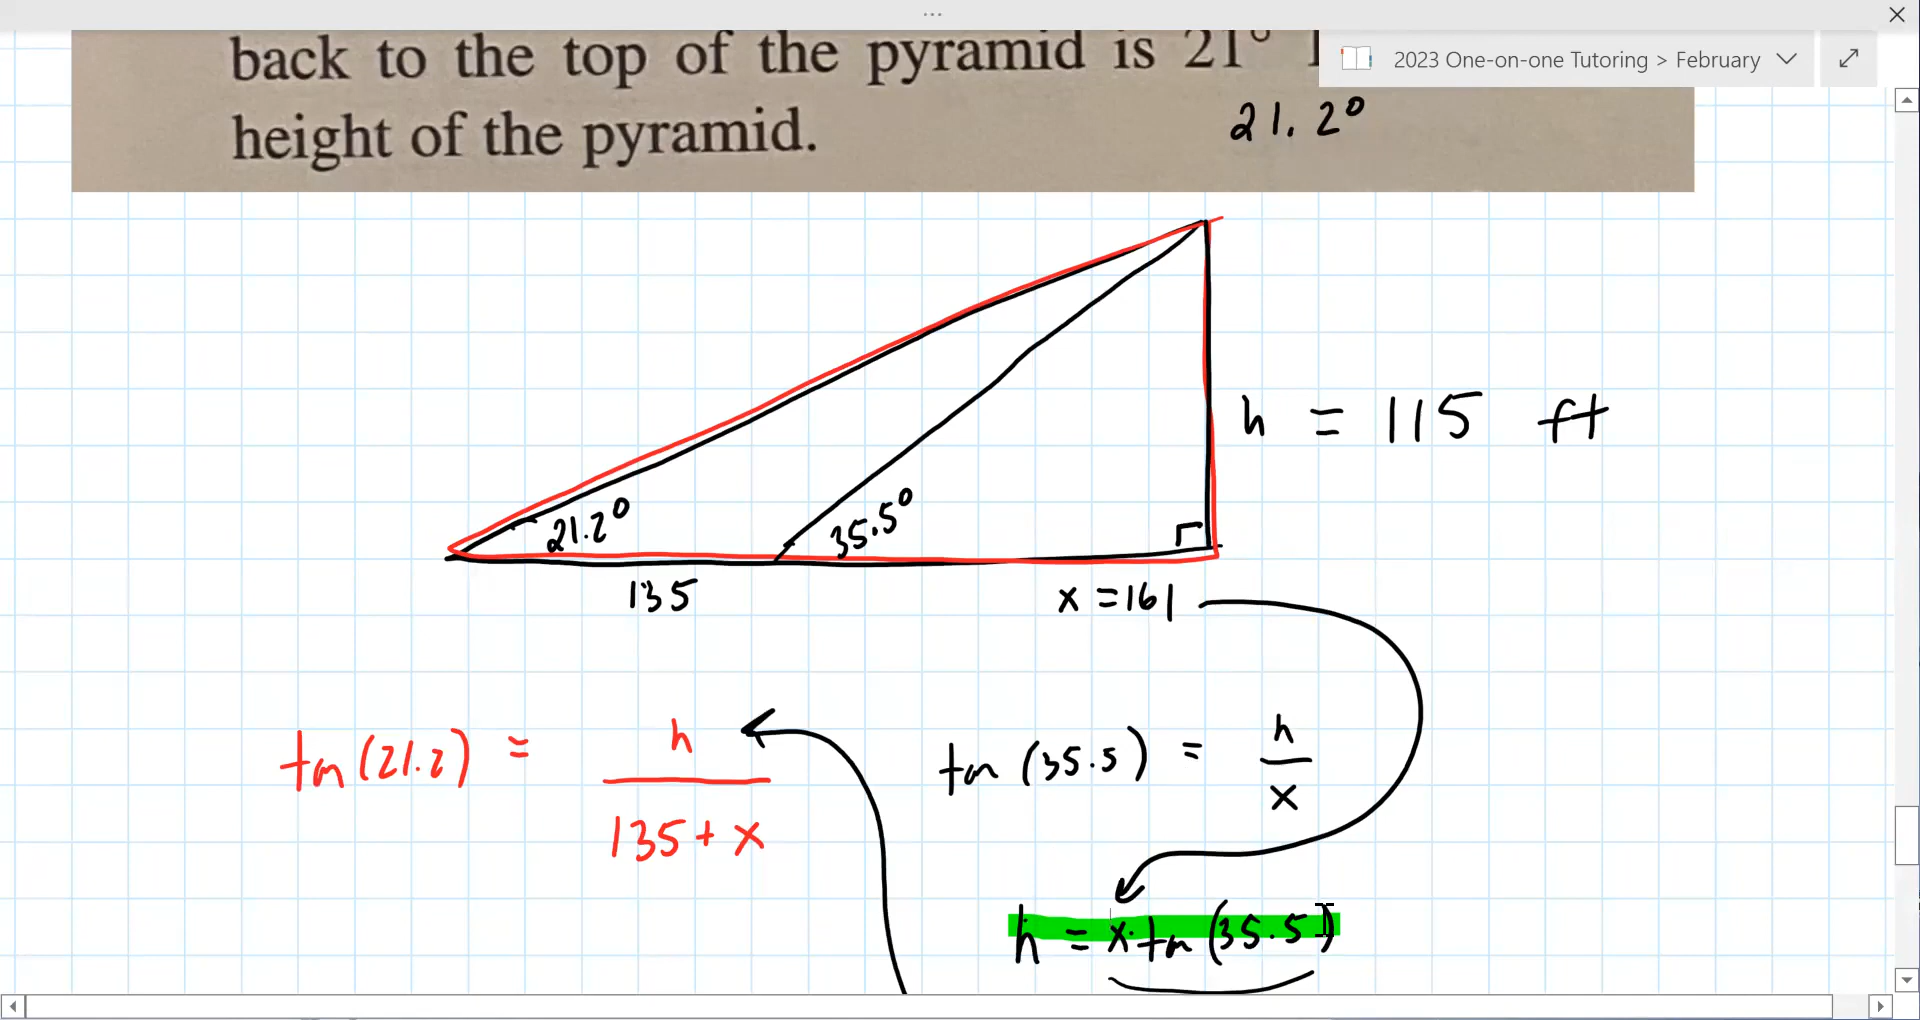 ...
back to the top of the pyramid is 21°
2023 One-on-one Tutoring > February
height of the pyramid.
21.2°
h = 115 ft
21.2°
35.5°
135
x = 161
tan(21.2) = h / 135 + x
tan(35.5) = h / x
h = x·tan(35.5)